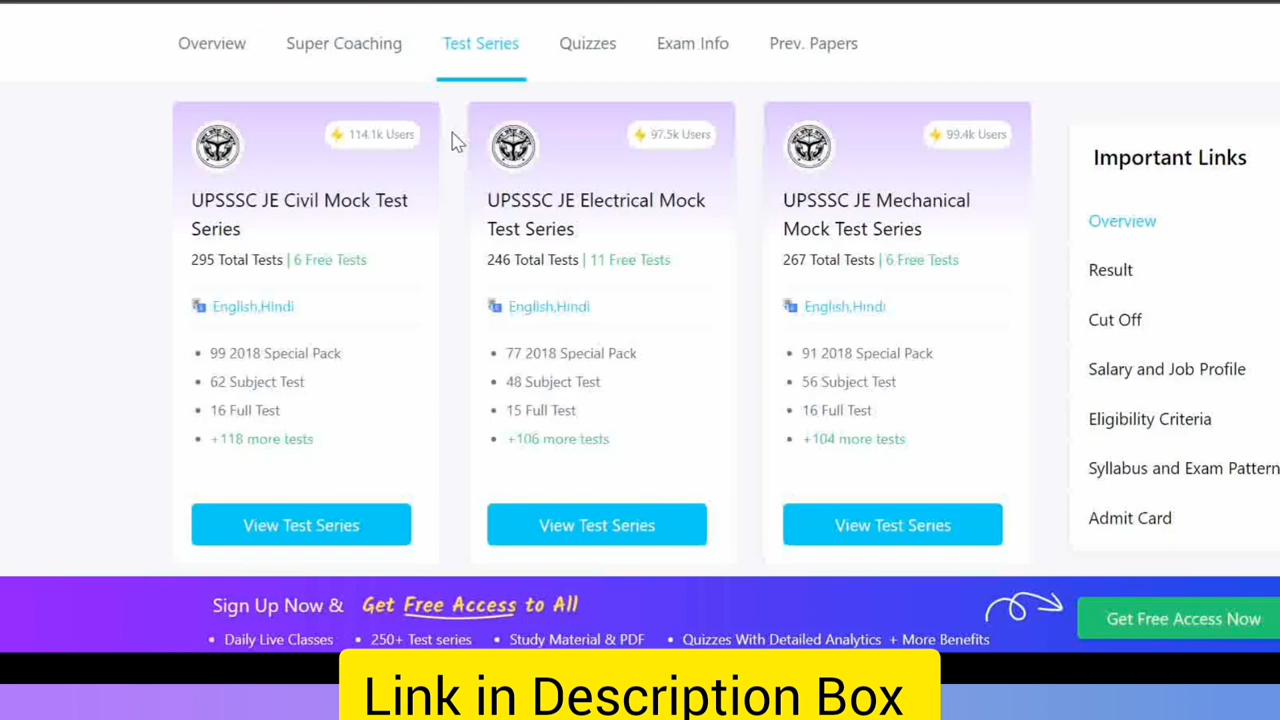 Overview Super Coaching Test Series Quizzes Exam Info Prev. Papers
114.1k Users
UPSSSC JE Civil Mock Test
Series
295 Total Tests | 6 Free Tests
English,Hindi
99 2018 Special Pack
62 Subject Test
16 Full Test
+118 more tests
View Test Series
97.5k Users
UPSSSC JE Electrical Mock
Test Series
246 Total Tests | 11 Free Tests
English,Hindi
77 2018 Special Pack
48 Subject Test
15 Full Test
+106 more tests
View Test Series
99.4k Users
UPSSSC JE Mechanical
Mock Test Series
267 Total Tests | 6 Free Tests
English,Hindi
91 2018 Special Pack
56 Subject Test
16 Full Test
+104 more tests
View Test Series
Important Links
Overview
Result
Cut Off
Salary and Job Profile
Eligibility Criteria
Syllabus and Exam Pattern
Admit Card
Sign Up Now & Get Free Access to All
Daily Live Classes • 250+ Test series • Study Material & PDF • Quizzes With Detailed Analytics + More Benefits
Get Free Access Now
Link in Description Box